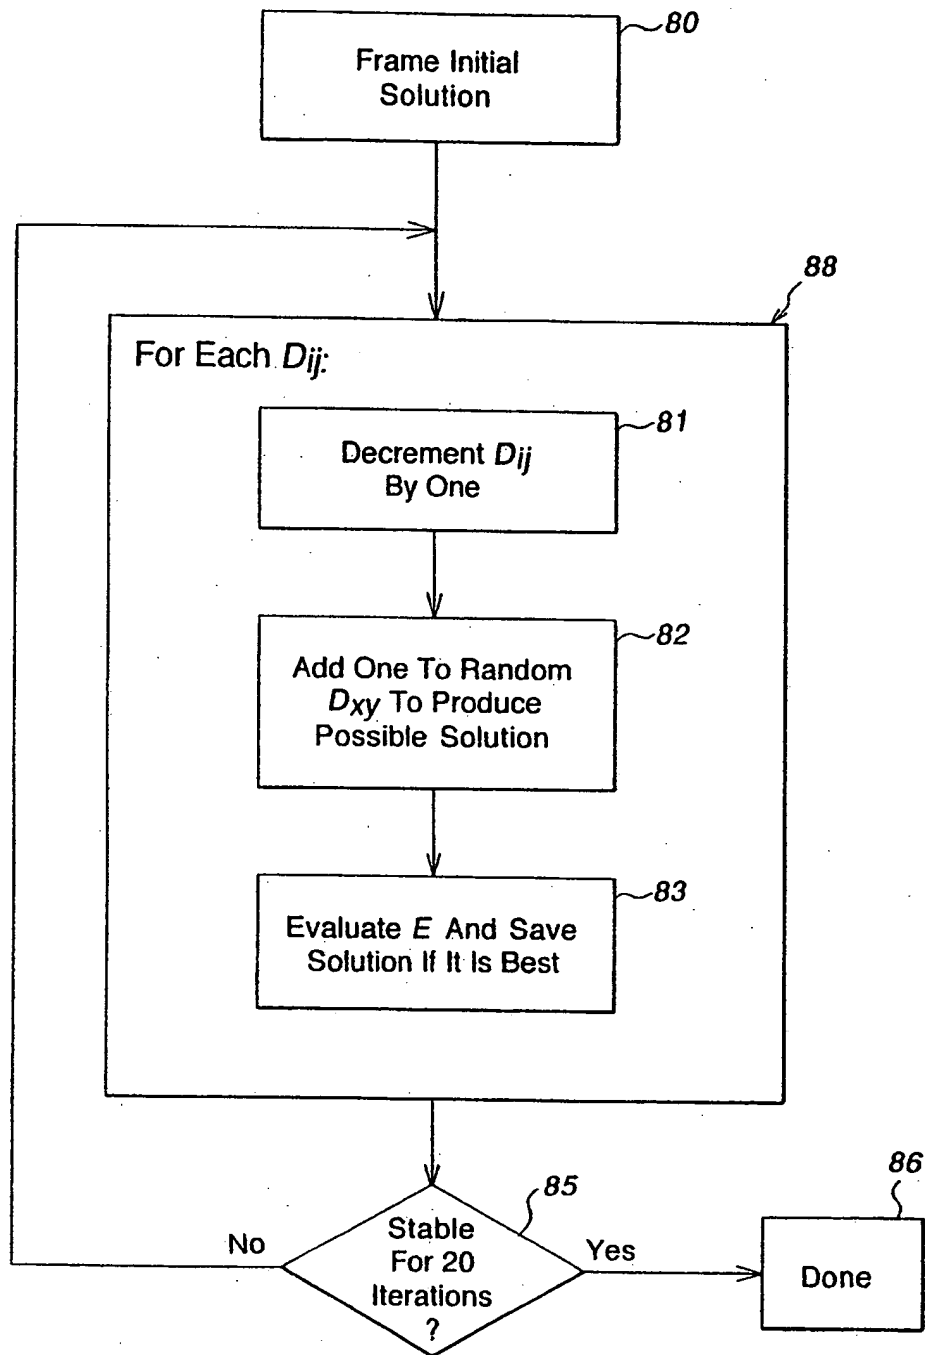 80
Frame Initial
Solution
88
For Each Dij:
81
Decrement Dij
By One
82
Add One To Random
Dxy To Produce
Possible Solution
83
Evaluate E And Save
Solution If It Is Best
85
Stable
For 20
Iterations
?
No
Yes
86
Done